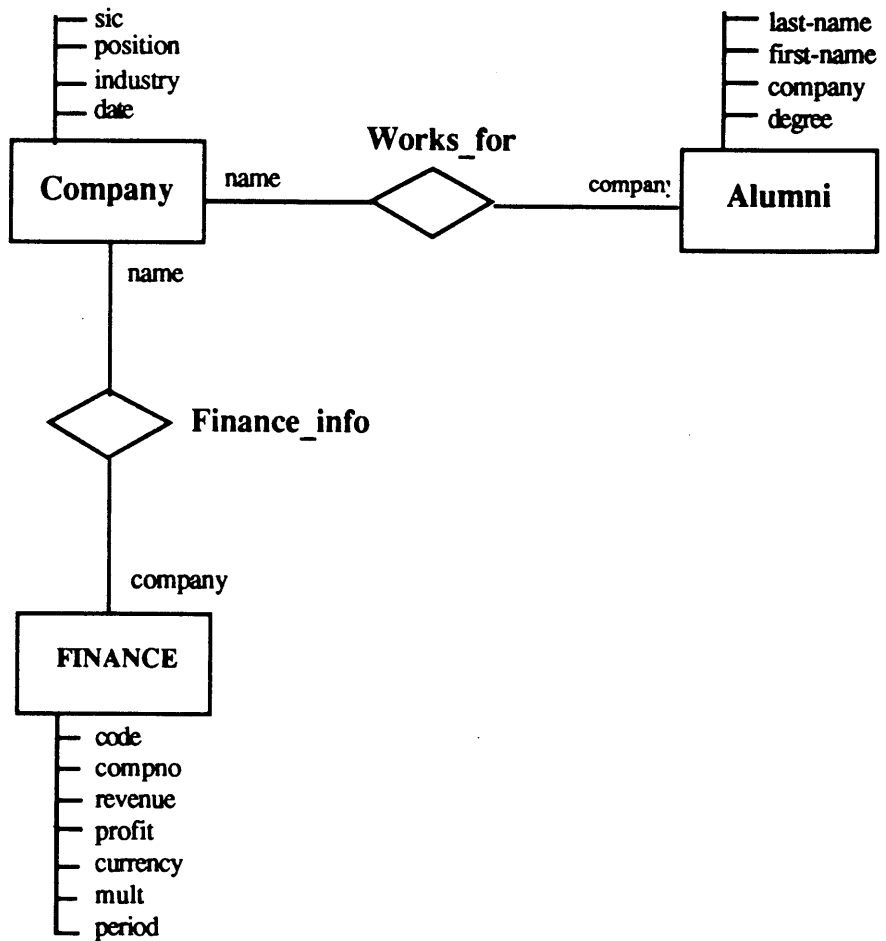 sic
position
industry
date
last-name
first-name
company
degree
Works_for
Company
name
company
Alumni
name
Finance_info
company
FINANCE
code
compno
revenue
profit
currency
mult
period